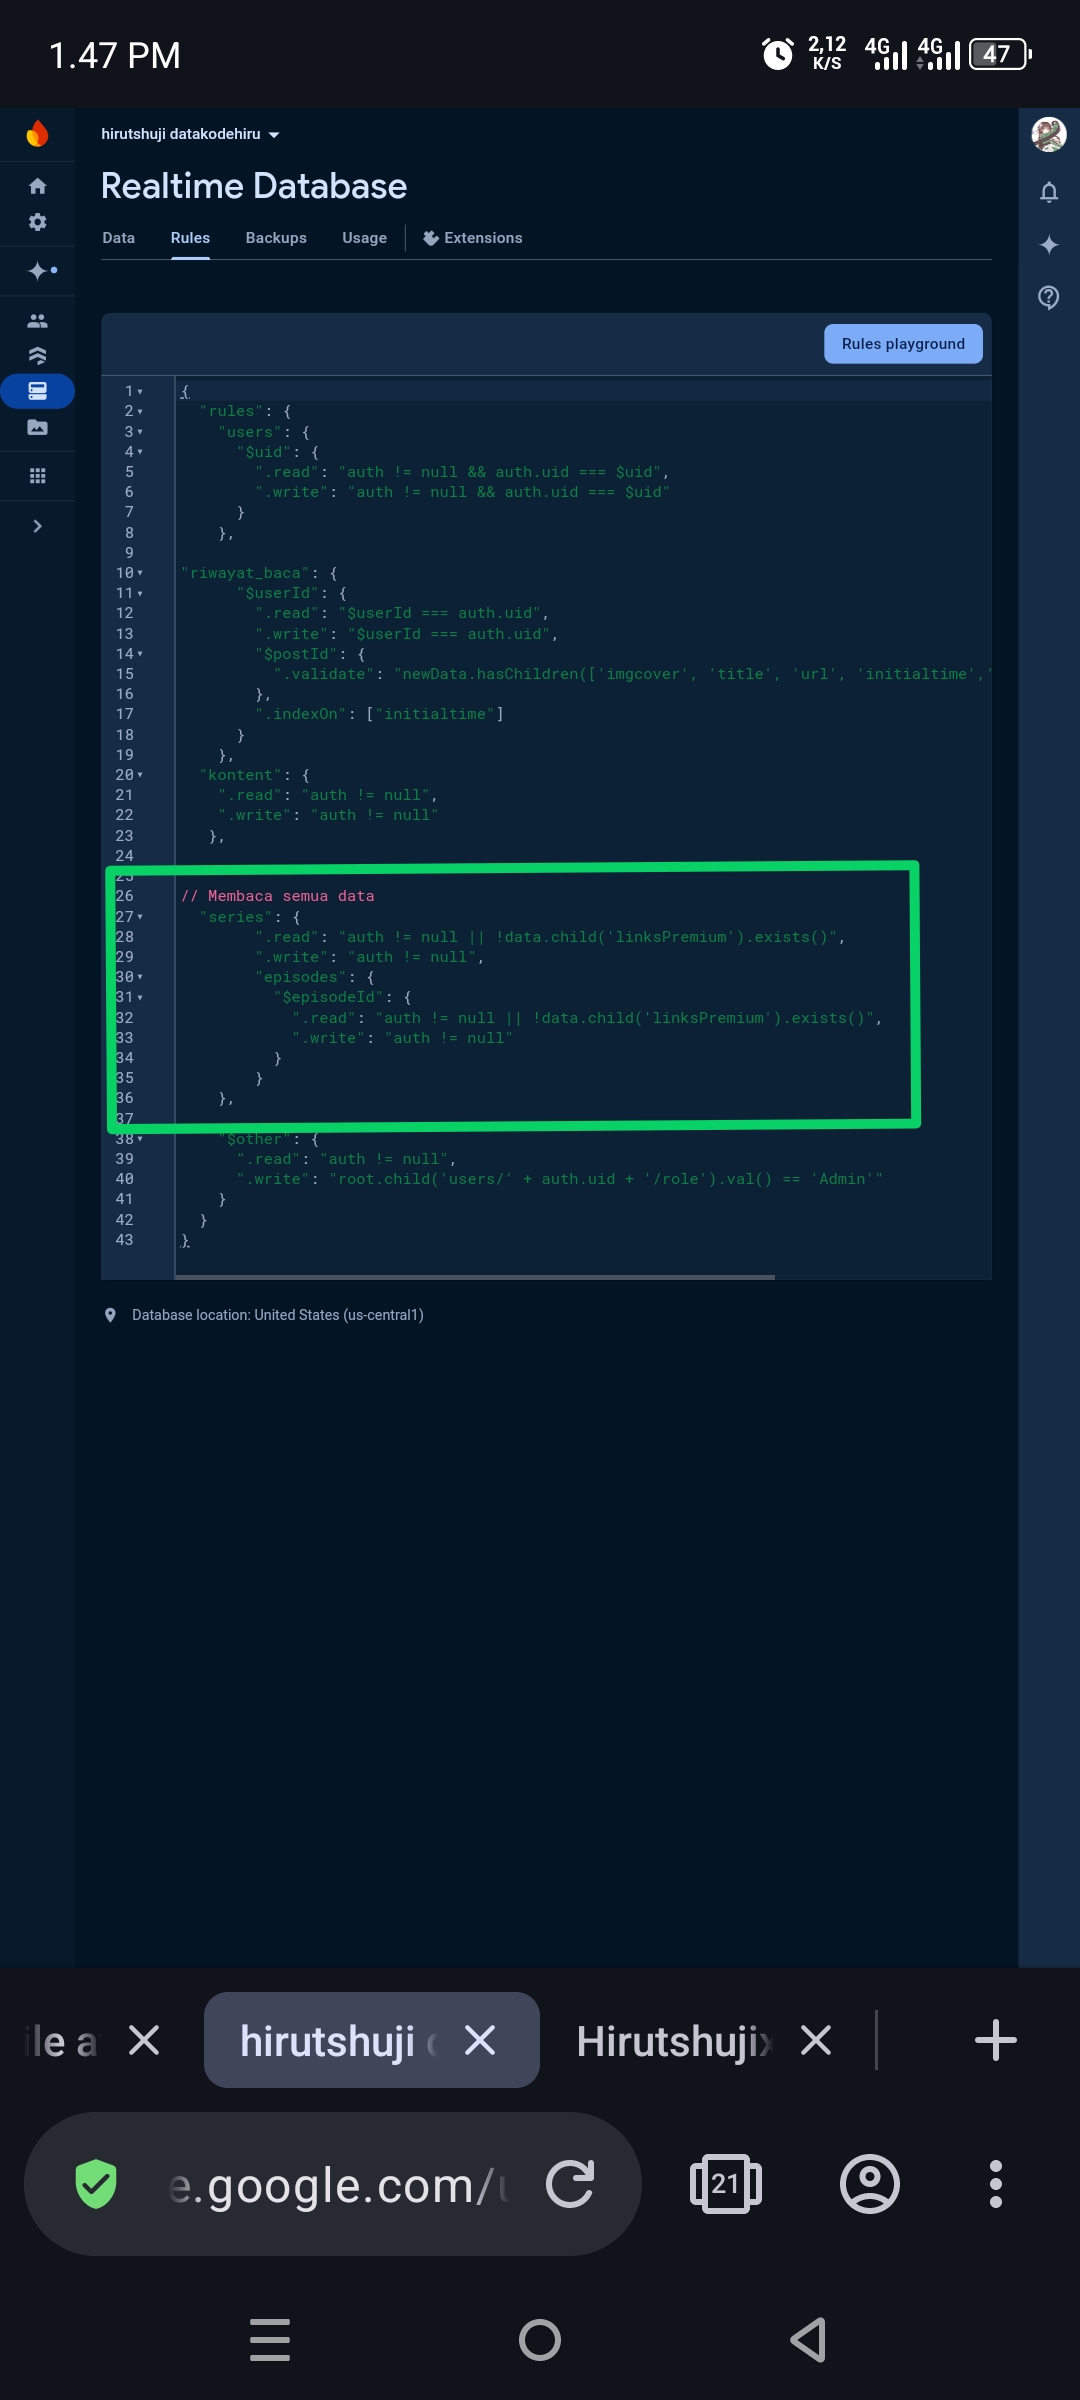 1.47 PM
2,12 K/S 4G 4G 47
hirutshuji datakodehiru
Realtime Database
Data Rules Backups Usage Extensions
Rules playground
1 {
2 "rules": {
3 "users": {
4 "$uid": {
5 ".read": "auth != null && auth.uid === $uid",
6 ".write": "auth != null && auth.uid === $uid"
7 }
8 },
9
10 "riwayat_baca": {
11 "$userId": {
12 ".read": "$userId === auth.uid",
13 ".write": "$userId === auth.uid",
14 "$postId": {
15 ".validate": "newData.hasChildren(['imgcover', 'title', 'url', 'initialtime','
16 },
17 ".indexOn": ["initialtime"]
18 }
19 },
20 "kontent": {
21 ".read": "auth != null",
22 ".write": "auth != null"
23 },
24
25
26 // Membaca semua data
27 "series": {
28 ".read": "auth != null || !data.child('linksPremium').exists()",
29 ".write": "auth != null",
30 "episodes": {
31 "$episodeId": {
32 ".read": "auth != null || !data.child('linksPremium').exists()",
33 ".write": "auth != null"
34 }
35 }
36 },
37
38 "$other": {
39 ".read": "auth != null",
40 ".write": "root.child('users/' + auth.uid + '/role').val() == 'Admin'"
41 }
42 }
43 }
Database location: United States (us-central1)
ile a hirutshuji Hirutshuji
e.google.com/u 21